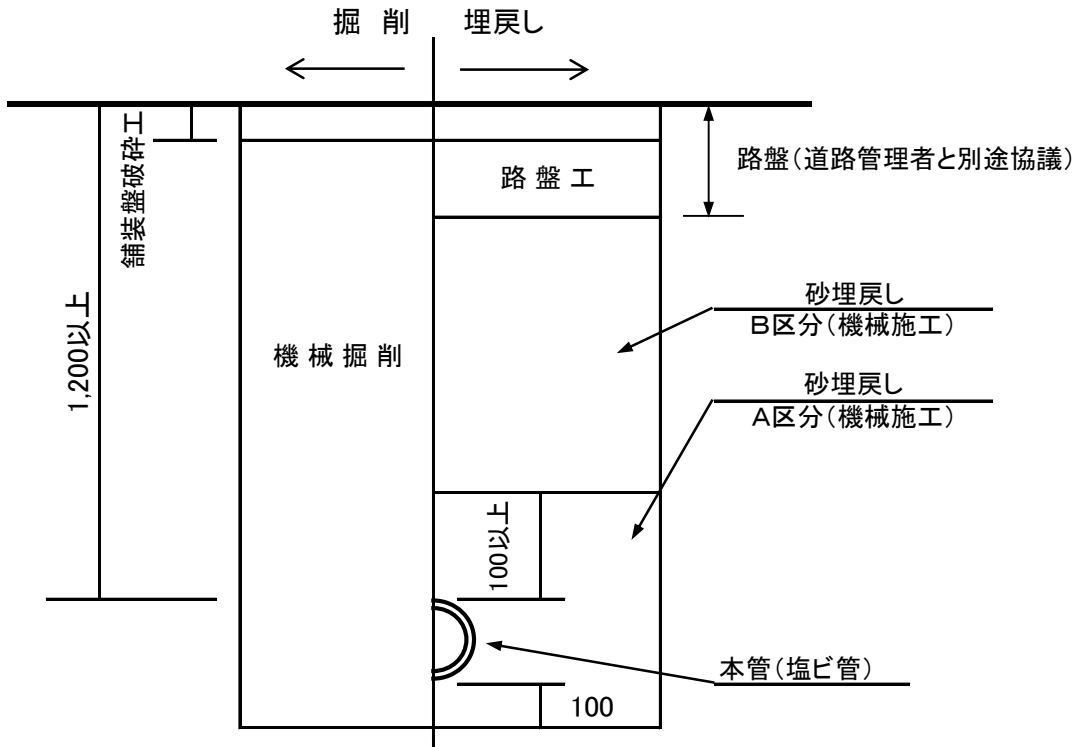 掘 削 埋戻し
舗装盤破砕工
路盤(道路管理者と別途協議)
路 盤 工
1,200以上
機 械 掘 削
砂埋戻し
B区分(機械施工)
砂埋戻し
A区分(機械施工)
100以上
本管(塩ビ管)
100